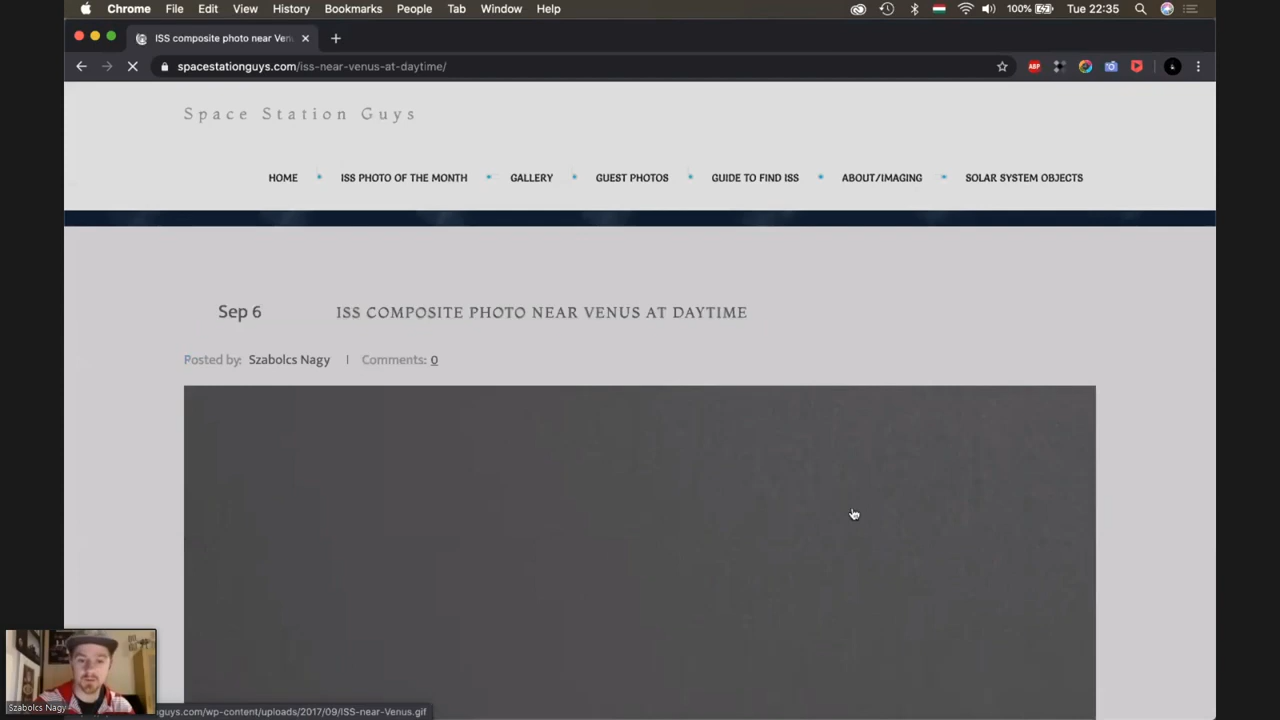 Chrome File Edit View History Bookmarks People Tab Window Help 100% Tue 22:35
ISS composite photo near Ven
spacestationguys.com/iss-near-venus-at-daytime/
ABP
Space Station Guys
HOME ISS PHOTO OF THE MONTH GALLERY GUEST PHOTOS GUIDE TO FIND ISS ABOUT/IMAGING SOLAR SYSTEM OBJECTS
Sep 6 ISS COMPOSITE PHOTO NEAR VENUS AT DAYTIME
Posted by: Szabolcs Nagy | Comments: 0
Szabolcs Nagy
guys.com/wp-content/uploads/2017/09/ISS-near-Venus.gif